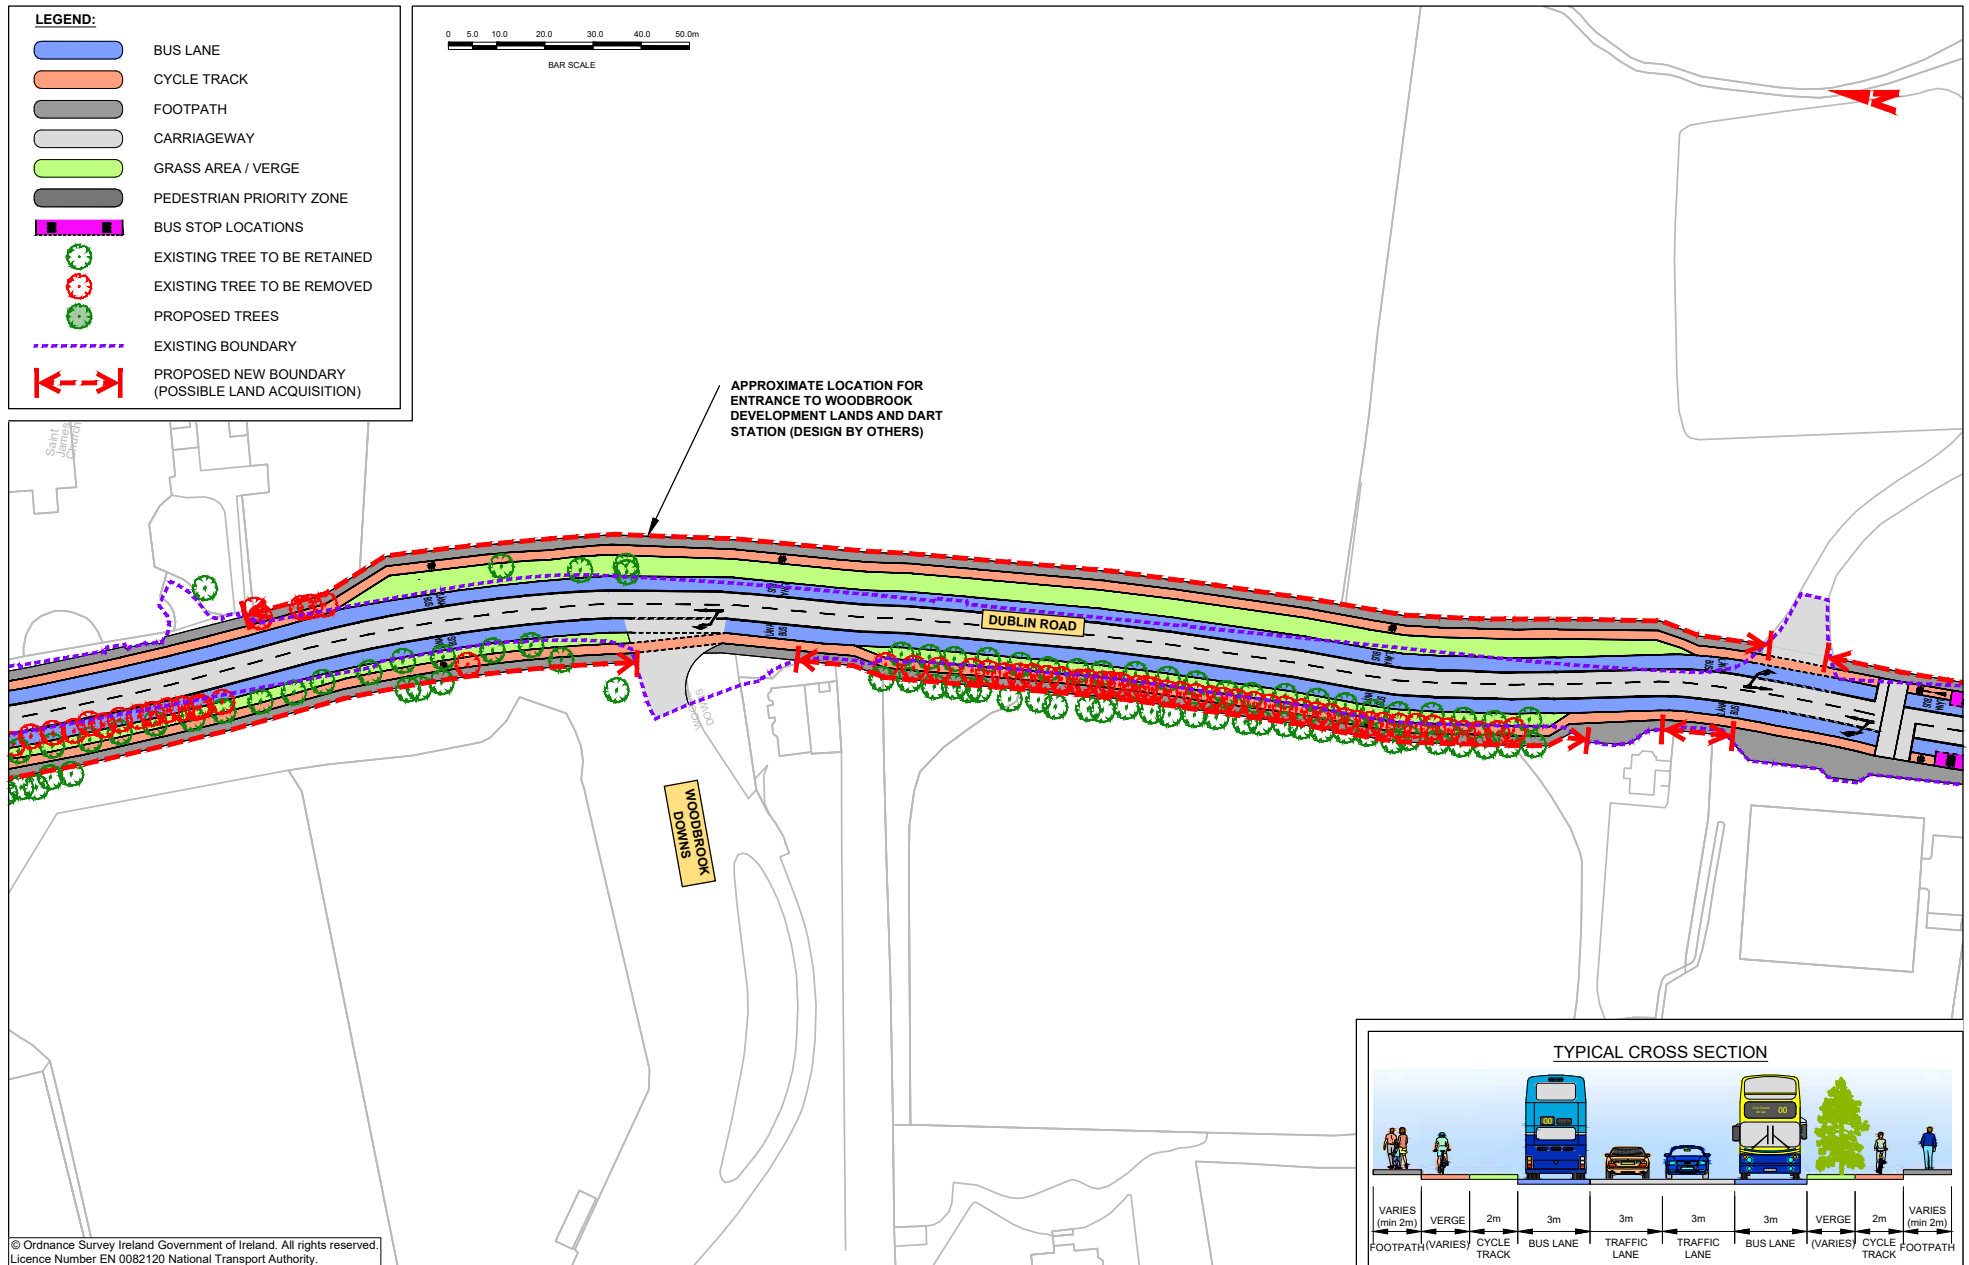 LEGEND:
BUS LANE
CYCLE TRACK
FOOTPATH
CARRIAGEWAY
GRASS AREA / VERGE
PEDESTRIAN PRIORITY ZONE
BUS STOP LOCATIONS
EXISTING TREE TO BE RETAINED
EXISTING TREE TO BE REMOVED
PROPOSED TREES
EXISTING BOUNDARY
PROPOSED NEW BOUNDARY
(POSSIBLE LAND ACQUISITION)
0 5.0 10.0 20.0 30.0 40.0 50.0m
BAR SCALE
N
Saint
James
Church
APPROXIMATE LOCATION FOR
ENTRANCE TO WOODBROOK
DEVELOPMENT LANDS AND DART
STATION (DESIGN BY OTHERS)
DUBLIN ROAD
WOODBROOK
DOWNS
TYPICAL CROSS SECTION
00
00
VARIES
(min 2m)
FOOTPATH
VERGE
(VARIES)
2m
CYCLE
TRACK
3m
BUS LANE
3m
TRAFFIC
LANE
3m
TRAFFIC
LANE
3m
BUS LANE
VERGE
(VARIES)
2m
CYCLE
TRACK
VARIES
(min 2m)
FOOTPATH
© Ordnance Survey Ireland Government of Ireland. All rights reserved.
Licence Number EN 0082120 National Transport Authority.